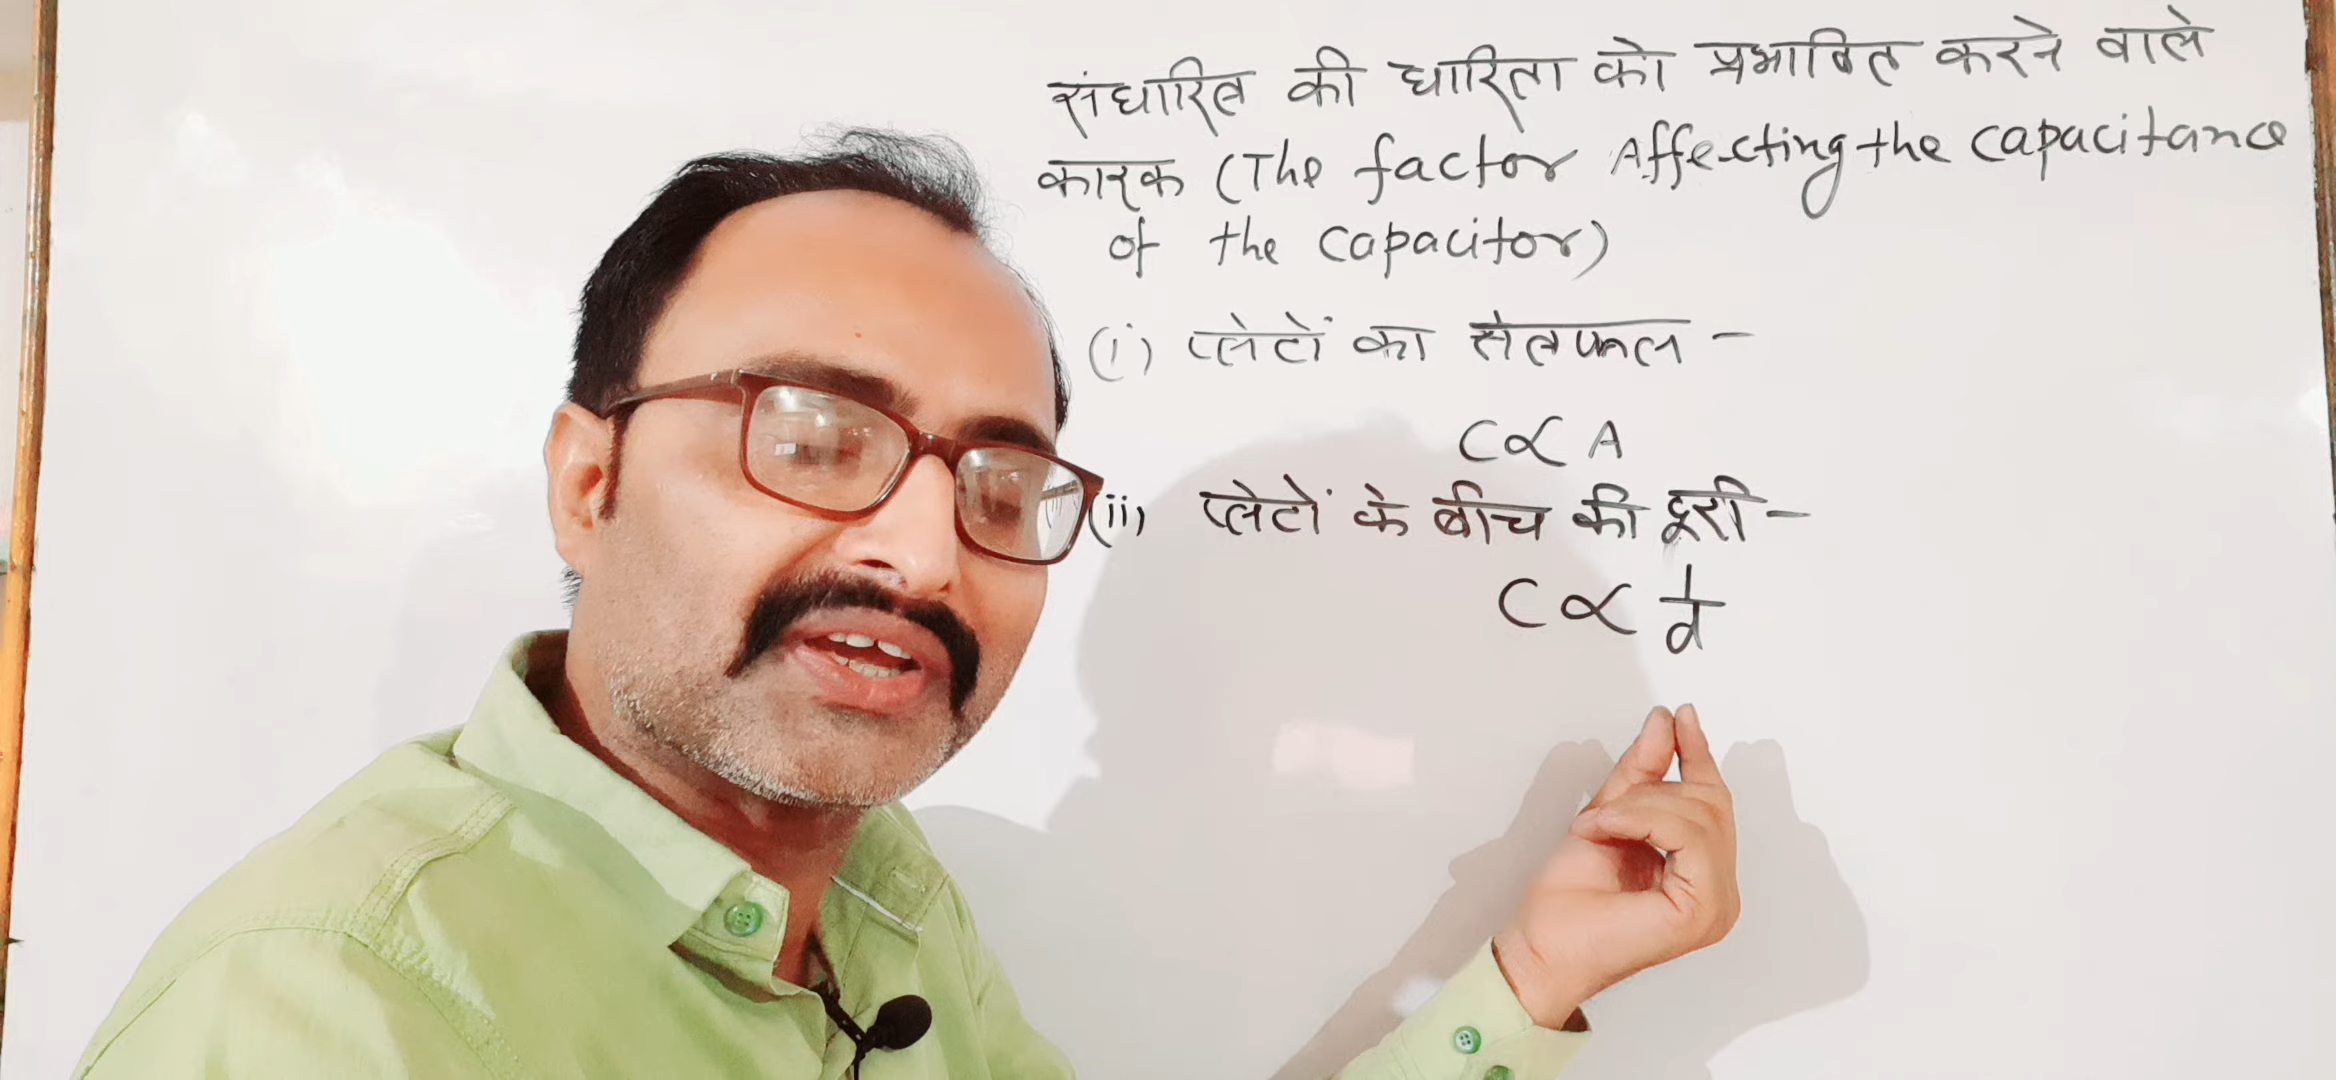 संधारित्र की धारिता को प्रभावित करने वाले
कारक (The factor Affecting the capacitance
of the capacitor)
(i) प्लेटों का क्षेत्रफल -
C ∝ A
(ii) प्लेटों के बीच की दूरी -
C ∝ 1/d